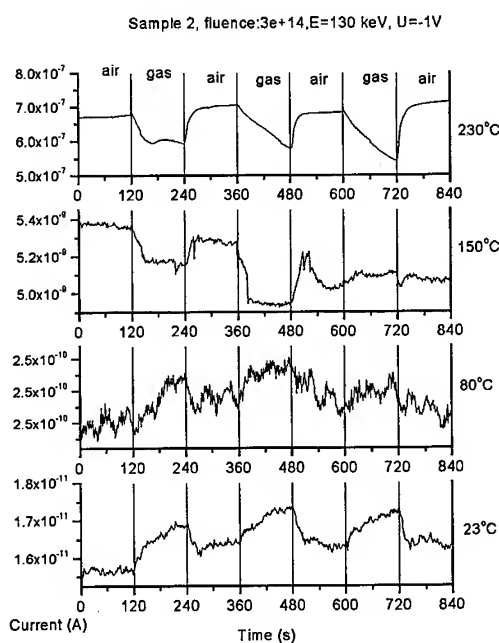 Sample 2, fluence:3e+14,E=130 keV, U=-1V
air gas air gas air gas air
8.0x10⁻⁷
7.0x10⁻⁷
6.0x10⁻⁷
5.0x10⁻⁷
230°C
0 120 240 360 480 600 720 840
5.4x10⁻⁹
5.2x10⁻⁹
5.0x10⁻⁹
150°C
0 120 240 360 480 600 720 840
2.5x10⁻¹⁰
2.5x10⁻¹⁰
2.5x10⁻¹⁰
80°C
0 120 240 360 480 600 720 840
1.8x10⁻¹¹
1.7x10⁻¹¹
1.6x10⁻¹¹
23°C
0 120 240 360 480 600 720 840
Current (A)
Time (s)